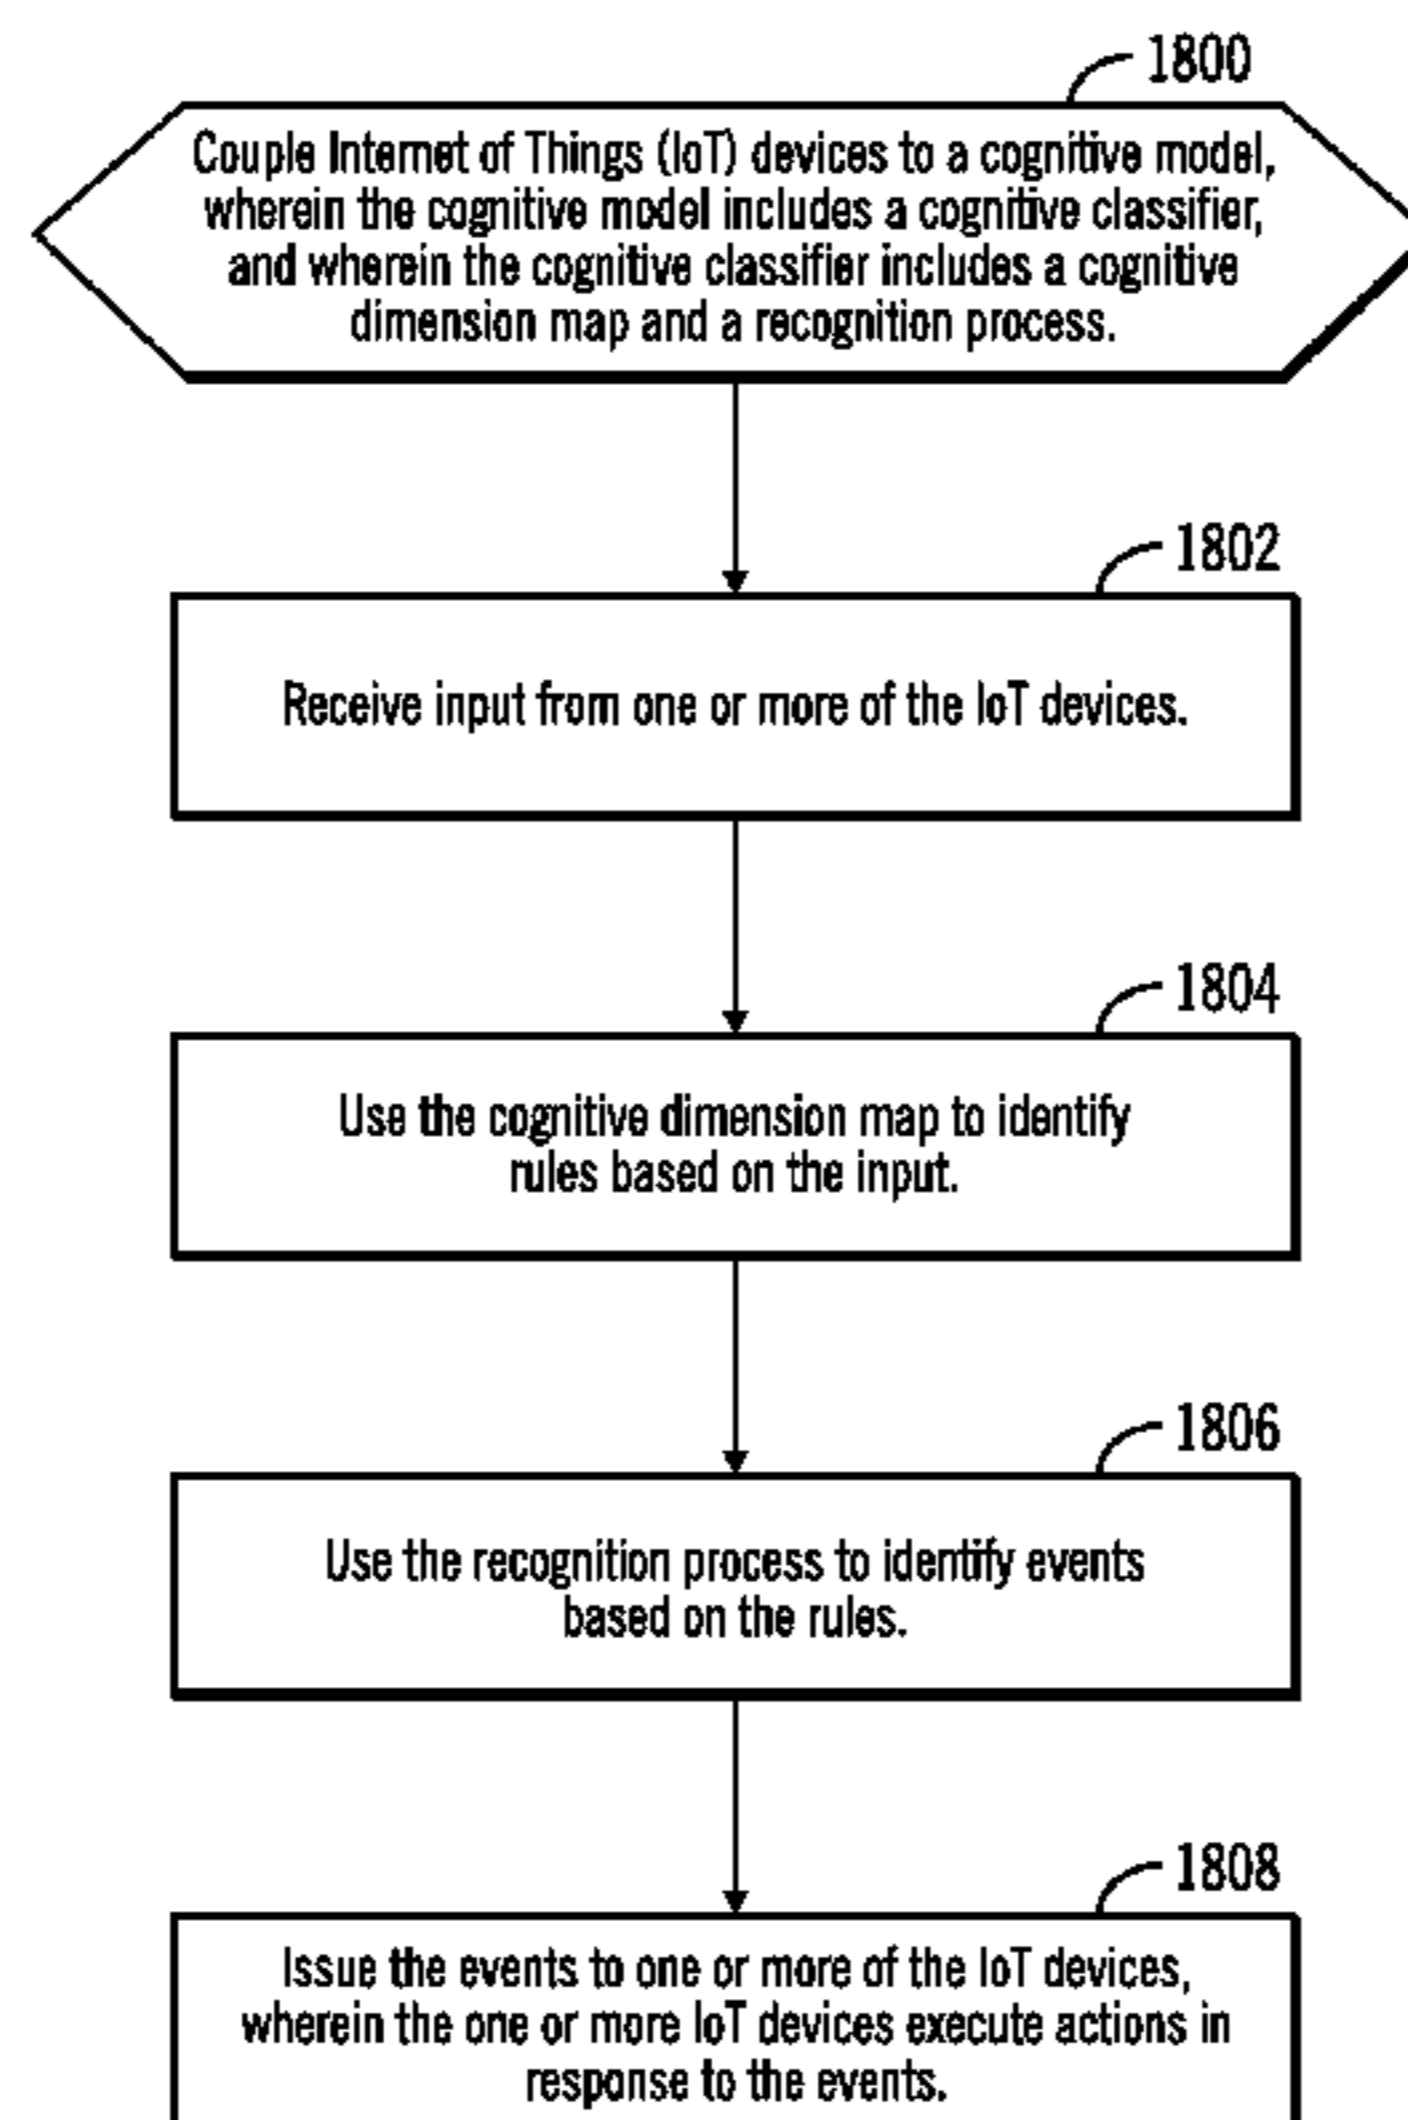 1800
Couple Internet of Things (IoT) devices to a cognitive model,
wherein the cognitive model includes a cognitive classifier,
and wherein the cognitive classifier includes a cognitive
dimension map and a recognition process.
1802
Receive input from one or more of the IoT devices.
1804
Use the cognitive dimension map to identify
rules based on the input.
1806
Use the recognition process to identify events
based on the rules.
1808
Issue the events to one or more of the IoT devices,
wherein the one or more IoT devices execute actions in
response to the events.